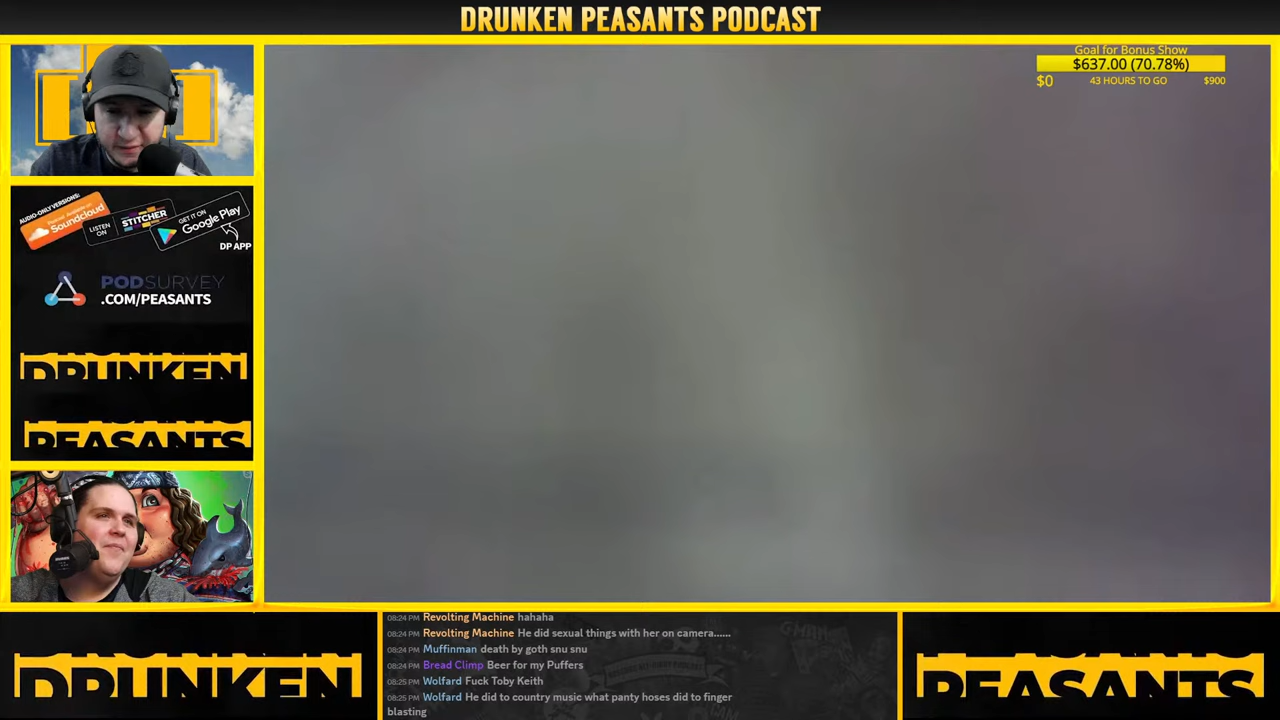 DRUNKEN PEASANTS PODCAST
Goal for Bonus Show
$637.00 (70.78%)
$0 43 HOURS TO GO $900
AUDIO-ONLY VERSIONS:
Podcast Available on
Soundcloud
LISTEN ON
STITCHER
GET IT ON
Google Play
DP APP
PODSURVEY
.COM/PEASANTS
DRUNKEN
PEASANTS
08:24 PM Revolting Machine hahaha
08:24 PM Revolting Machine He did sexual things with her on camera......
08:24 PM Muffinman death by goth snu snu
08:24 PM Bread Climp Beer for my Puffers
08:25 PM Wolfard Fuck Toby Keith
08:25 PM Wolfard He did to country music what panty hoses did to finger
blasting
DRUNKEN
PEASANTS